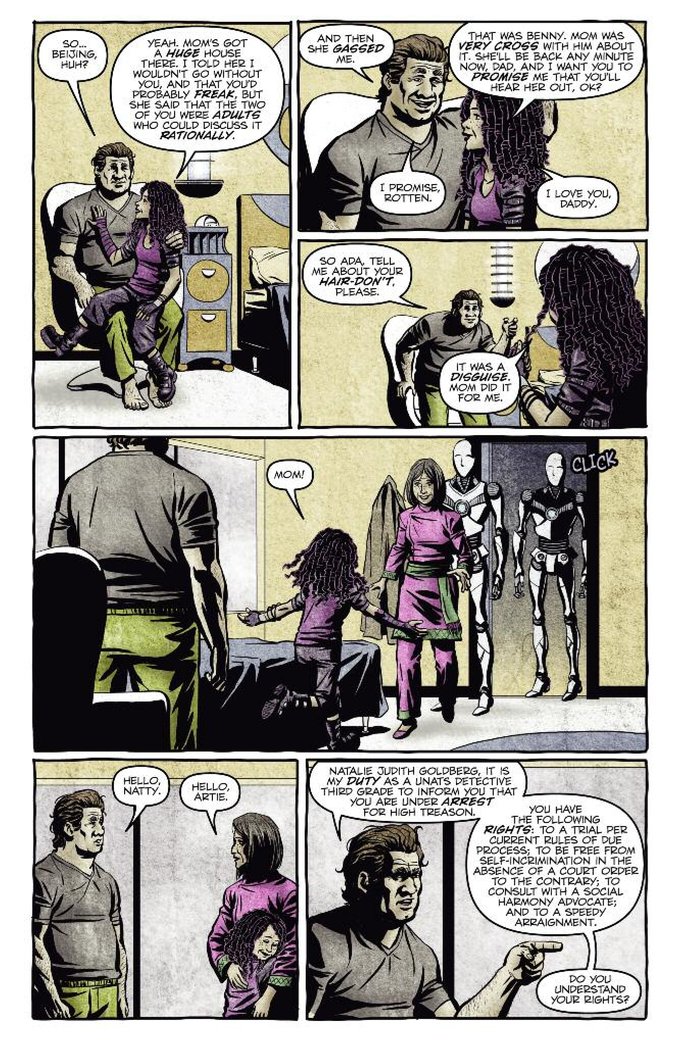 SO...
BEIJING,
HUH?
YEAH. MOM'S GOT
A HUGE HOUSE
THERE. I TOLD HER I
WOULDN'T GO WITHOUT
YOU, AND THAT YOU'D
PROBABLY FREAK, BUT
SHE SAID THAT THE TWO
OF YOU WERE ADULTS
WHO COULD DISCUSS IT
RATIONALLY.
AND THEN
SHE GASSED
ME.
THAT WAS BENNY. MOM WAS
VERY CROSS WITH HIM ABOUT
IT. SHE'LL BE BACK ANY MINUTE
NOW, DAD, AND I WANT YOU TO
PROMISE ME THAT YOU'LL
HEAR HER OUT, OK?
I PROMISE,
ROTTEN.
I LOVE YOU,
DADDY.
SO ADA, TELL
ME ABOUT YOUR
HAIR-DON'T,
PLEASE.
IT WAS A
DISGUISE.
MOM DID IT
FOR ME.
MOM!
CLICK
HELLO,
NATTY.
HELLO,
ARTIE.
NATALIE JUDITH GOLDBERG, IT IS
MY DUTY AS A UNATS DETECTIVE
THIRD GRADE TO INFORM YOU THAT
YOU ARE UNDER ARREST
FOR HIGH TREASON.
YOU HAVE
THE FOLLOWING
RIGHTS: TO A TRIAL PER
CURRENT RULES OF DUE
PROCESS; TO BE FREE FROM
SELF-INCRIMINATION IN THE
ABSENCE OF A COURT ORDER
TO THE CONTRARY; TO
CONSULT WITH A SOCIAL
HARMONY ADVOCATE;
AND TO A SPEEDY
ARRAIGNMENT.
DO YOU
UNDERSTAND
YOUR RIGHTS?